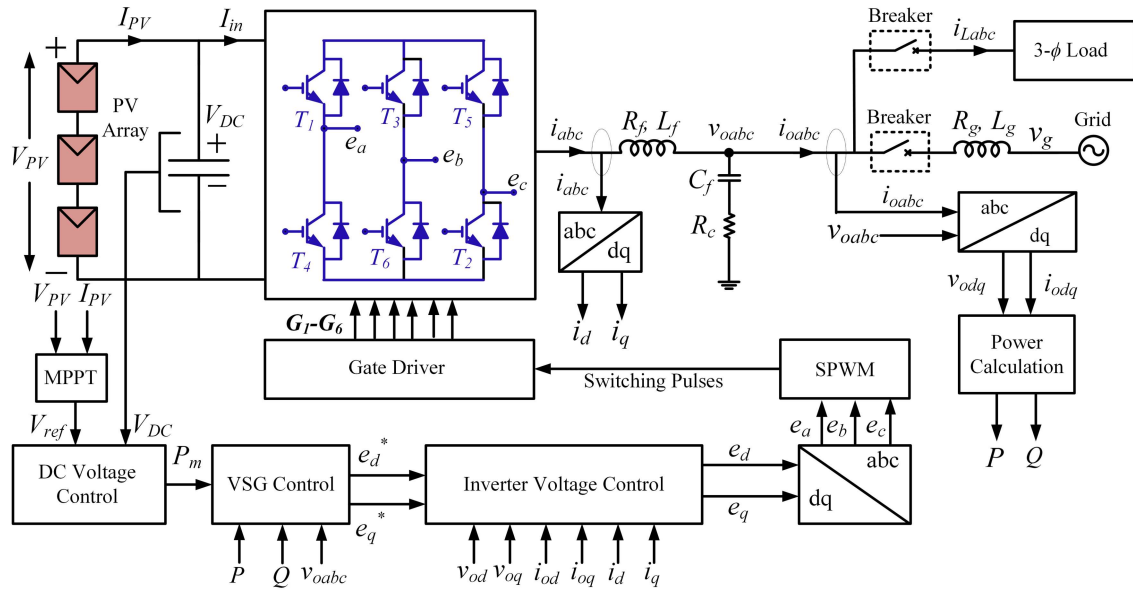 I_PV
I_in
Breaker
i_Labc
3-ϕ Load
+
PV
Array
V_PV
V_DC
+
−
−
T_1
T_3
T_5
e_a
e_b
e_c
T_4
T_6
T_2
i_abc
R_f, L_f
v_oabc
i_oabc
Breaker
R_g, L_g
v_g
Grid
i_abc
C_f
R_c
abc
dq
i_d
i_q
i_oabc
v_oabc
abc
dq
v_odq
i_odq
Power
Calculation
P
Q
V_PV
I_PV
MPPT
V_ref
V_DC
G_1-G_6
Gate Driver
Switching Pulses
SPWM
e_a
e_b
e_c
abc
dq
DC Voltage
Control
P_m
VSG Control
e_d^*
e_q^*
Inverter Voltage Control
e_d
e_q
P
Q
v_oabc
v_od
v_oq
i_od
i_oq
i_d
i_q